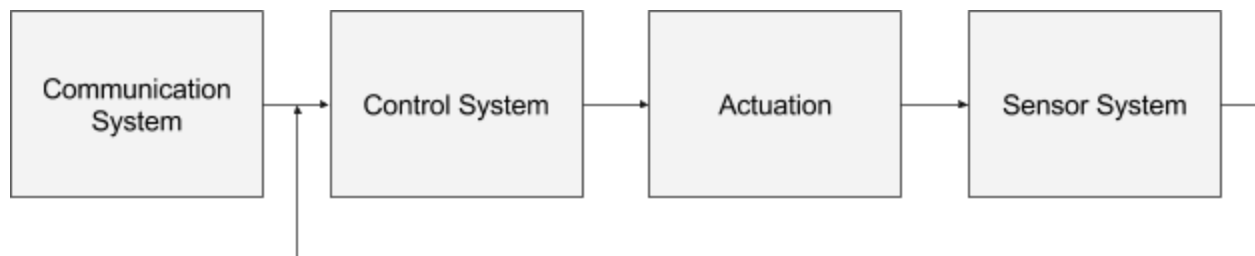 Communication
System
Control System
Actuation
Sensor System